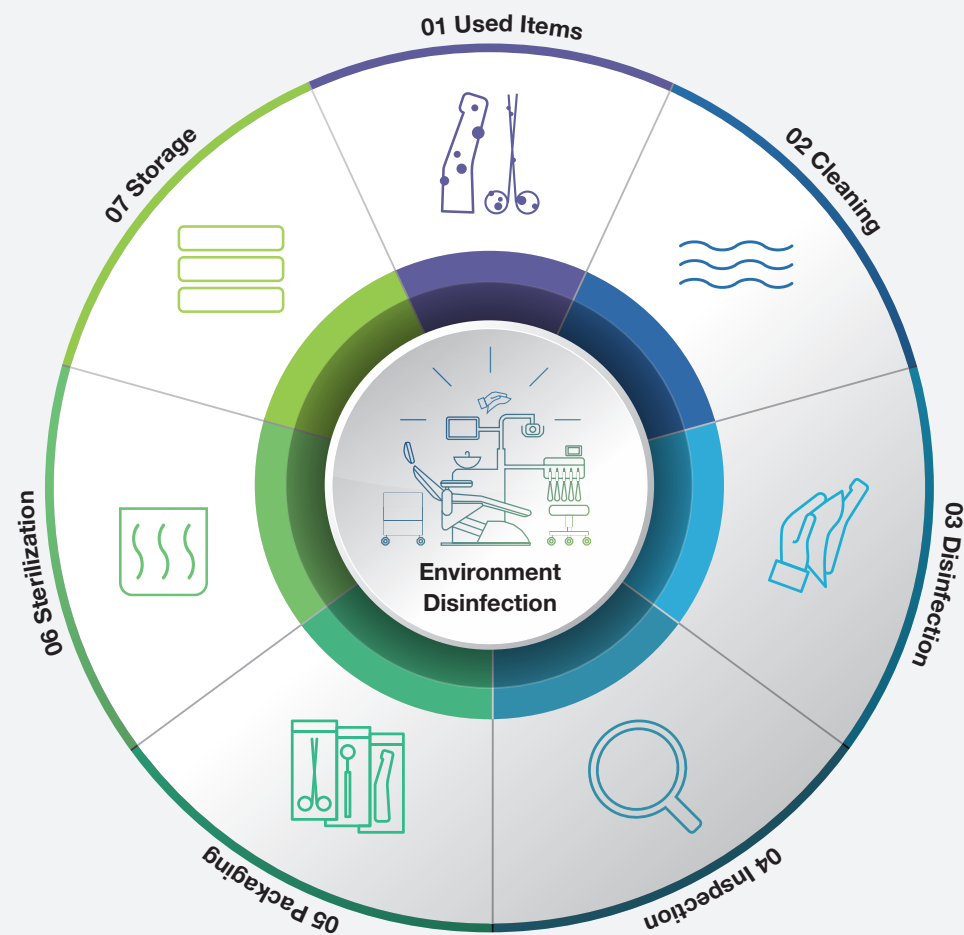 01 Used Items
02 Cleaning
03 Disinfection
04 Inspection
05 Packaging
06 Sterilization
07 Storage
Environment
Disinfection